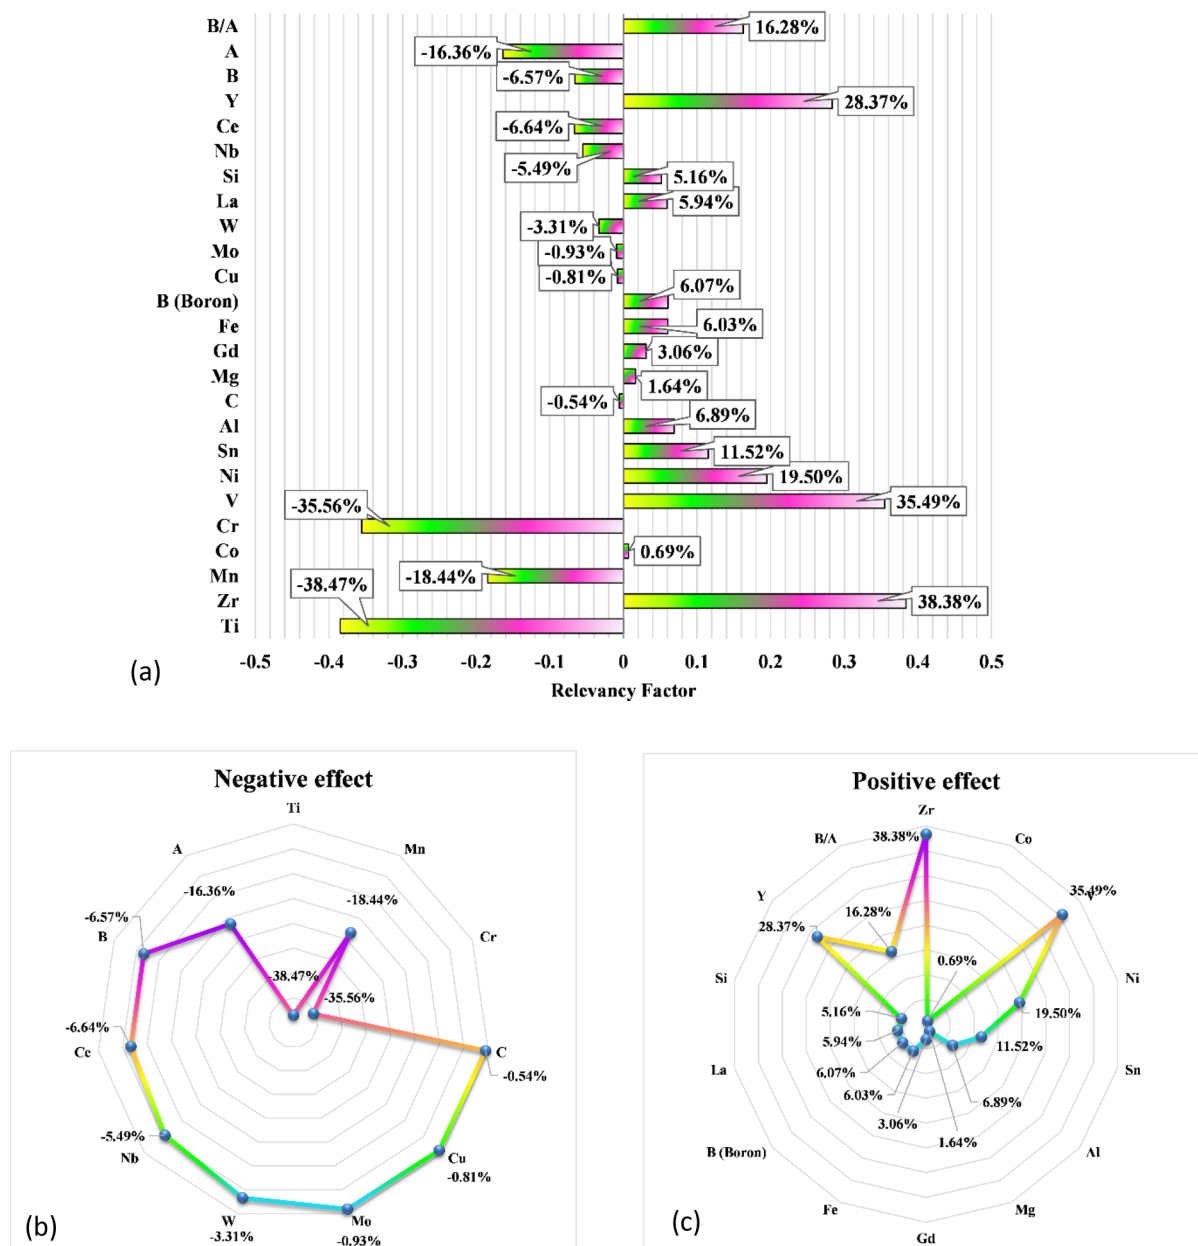 B/A 16.28%
A -16.36%
B -6.57%
Y 28.37%
Ce -6.64%
Nb -5.49%
Si 5.16%
La 5.94%
W -3.31%
Mo -0.93%
Cu -0.81%
B (Boron) 6.07%
Fe 6.03%
Gd 3.06%
Mg 1.64%
C -0.54%
Al 6.89%
Sn 11.52%
Ni 19.50%
V 35.49%
Cr -35.56%
Co 0.69%
Mn -18.44%
Zr 38.38%
Ti -38.47%
-0.5 -0.4 -0.3 -0.2 -0.1 0 0.1 0.2 0.3 0.4 0.5
(a)
Relevancy Factor
Negative effect
Ti
A Mn
-16.36% -18.44%
-6.57%
B Cr
-38.47%
-35.56%
-6.64%
Ce C
-0.54%
-5.49%
Nb Cu
-0.81%
W Mo
-3.31% -0.93%
(b)
Positive effect
Zr
38.38%
B/A Co
35.49%
Y V
16.28%
28.37%
0.69%
Si Ni
5.16% 19.50%
5.94% 11.52%
La Sn
6.07%
6.03% 6.89%
3.06% 1.64%
B (Boron) Al
Fe Mg
Gd
(c)